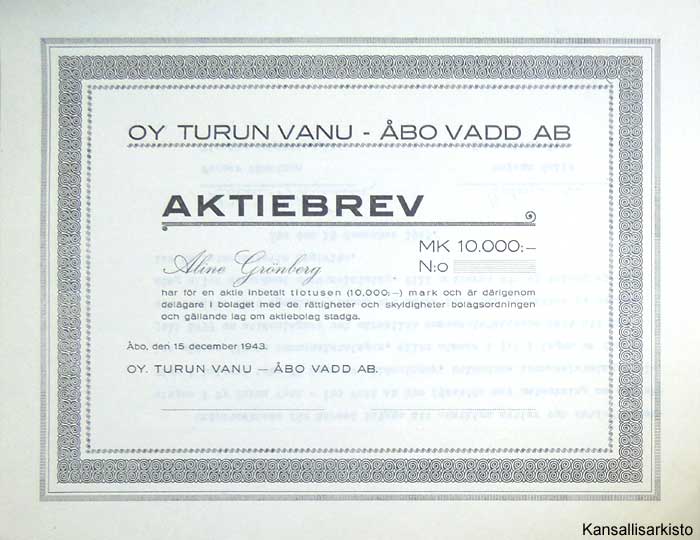 OY TURUN VANU - ÅBO VADD AB
AKTIEBREV
MK 10.000:–
Aline Grönberg
N:o
har för en aktie inbetalt tiotusen (10,000:–) mark och är därigenom
delägare i bolaget med de rättigheter och skyldigheter bolagsordningen
och gällande lag om aktiebolag stadga.
Åbo, den 15 december 1943.
OY. TURUN VANU – ÅBO VADD AB.
Kansallisarkisto